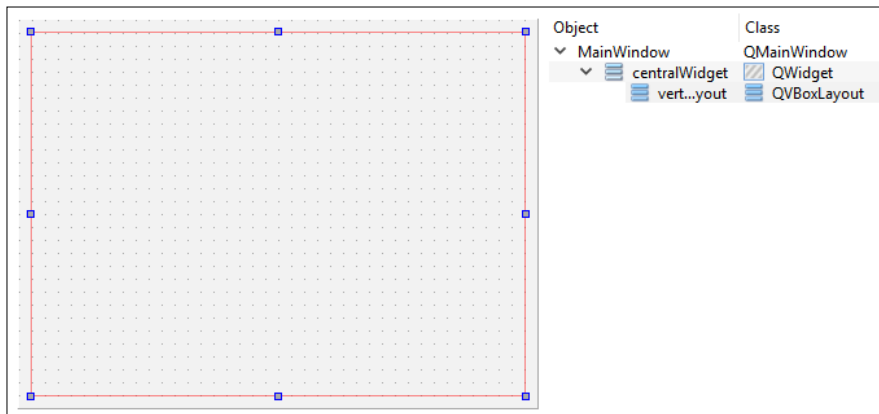 Object Class
MainWindow QMainWindow
centralWidget QWidget
vert...yout QVBoxLayout